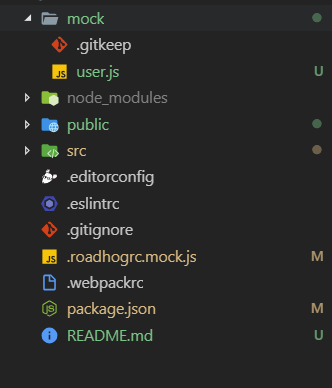 mock
.gitkeep
JS user.js U
node_modules
public
src
.editorconfig
.eslintrc
.gitignore
JS .roadhogrc.mock.js M
.webpackrc
package.json M
README.md U